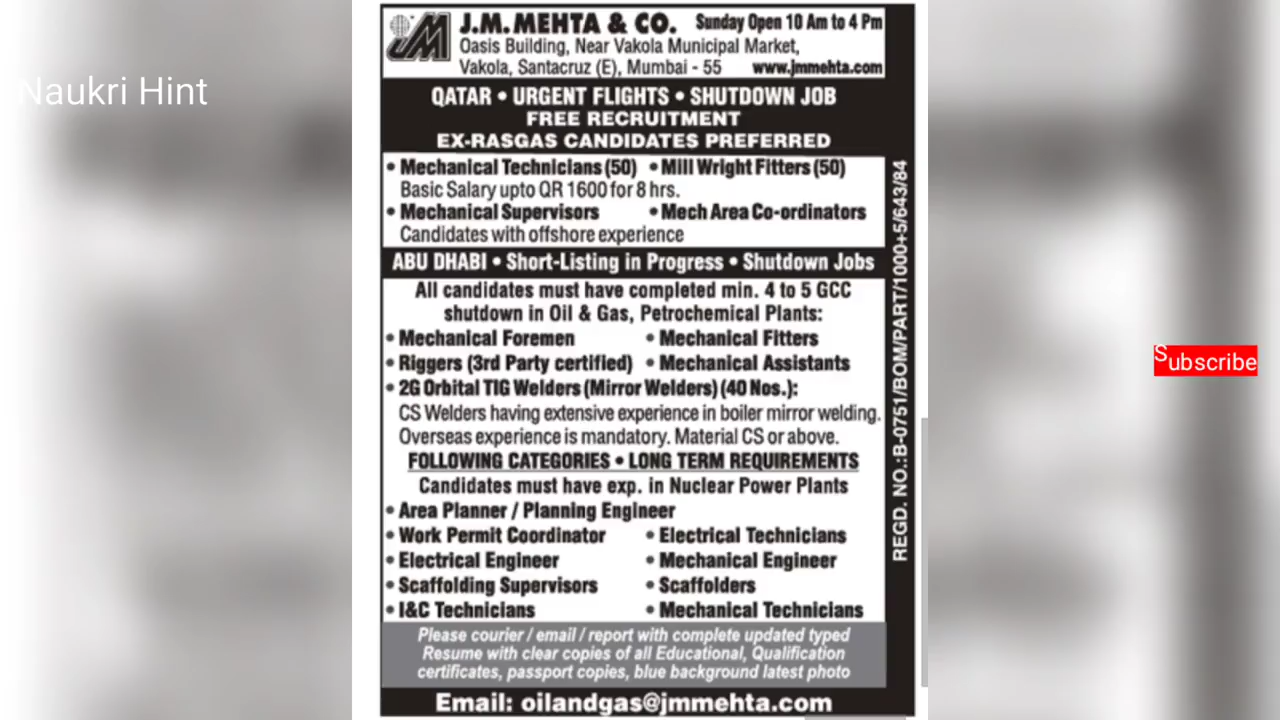 J.M. MEHTA & CO. Sunday Open 10 Am to 4 Pm
Oasis Building, Near Vakola Municipal Market,
Vakola, Santacruz (E), Mumbai - 55 www.jmmehta.com
Naukri Hint
QATAR • URGENT FLIGHTS • SHUTDOWN JOB
FREE RECRUITMENT
EX-RASGAS CANDIDATES PREFERRED
• Mechanical Technicians (50) • Mill Wright Fitters (50)
Basic Salary upto QR 1600 for 8 hrs.
• Mechanical Supervisors • Mech Area Co-ordinators
Candidates with offshore experience
ABU DHABI • Short-Listing in Progress • Shutdown Jobs
All candidates must have completed min. 4 to 5 GCC
shutdown in Oil & Gas, Petrochemical Plants:
• Mechanical Foremen • Mechanical Fitters
• Riggers (3rd Party certified) • Mechanical Assistants
• 2G Orbital TIG Welders (Mirror Welders) (40 Nos.):
CS Welders having extensive experience in boiler mirror welding.
Overseas experience is mandatory. Material CS or above.
FOLLOWING CATEGORIES • LONG TERM REQUIREMENTS
Candidates must have exp. in Nuclear Power Plants
• Area Planner / Planning Engineer
• Work Permit Coordinator • Electrical Technicians
• Electrical Engineer • Mechanical Engineer
• Scaffolding Supervisors • Scaffolders
• I&C Technicians • Mechanical Technicians
Please courier / email / report with complete updated typed
Resume with clear copies of all Educational, Qualification
certificates, passport copies, blue background latest photo
Email: oilandgas@jmmehta.com
REGD. NO.:B-0751/BOM/PART/1000+5/643/84
Subscribe